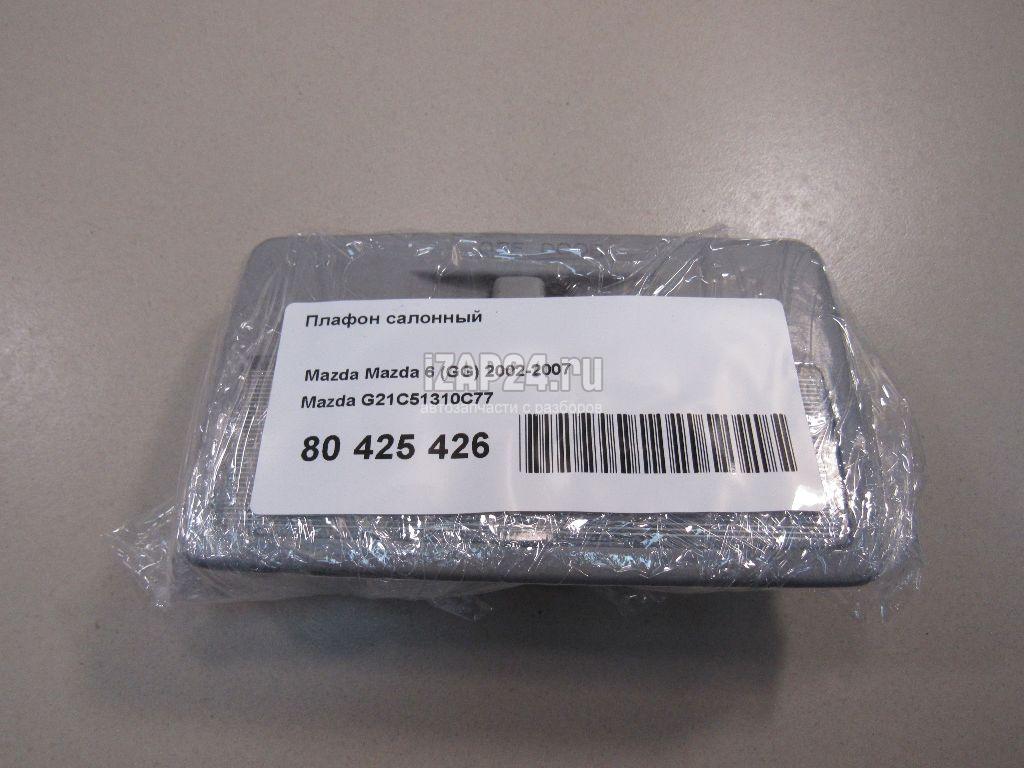 Плафон салонный
Mazda Mazda 6 (GG) 2002-2007
iZAP24.ru
Mazda G21C51310C77
автозапчасти с разборов
80 425 426